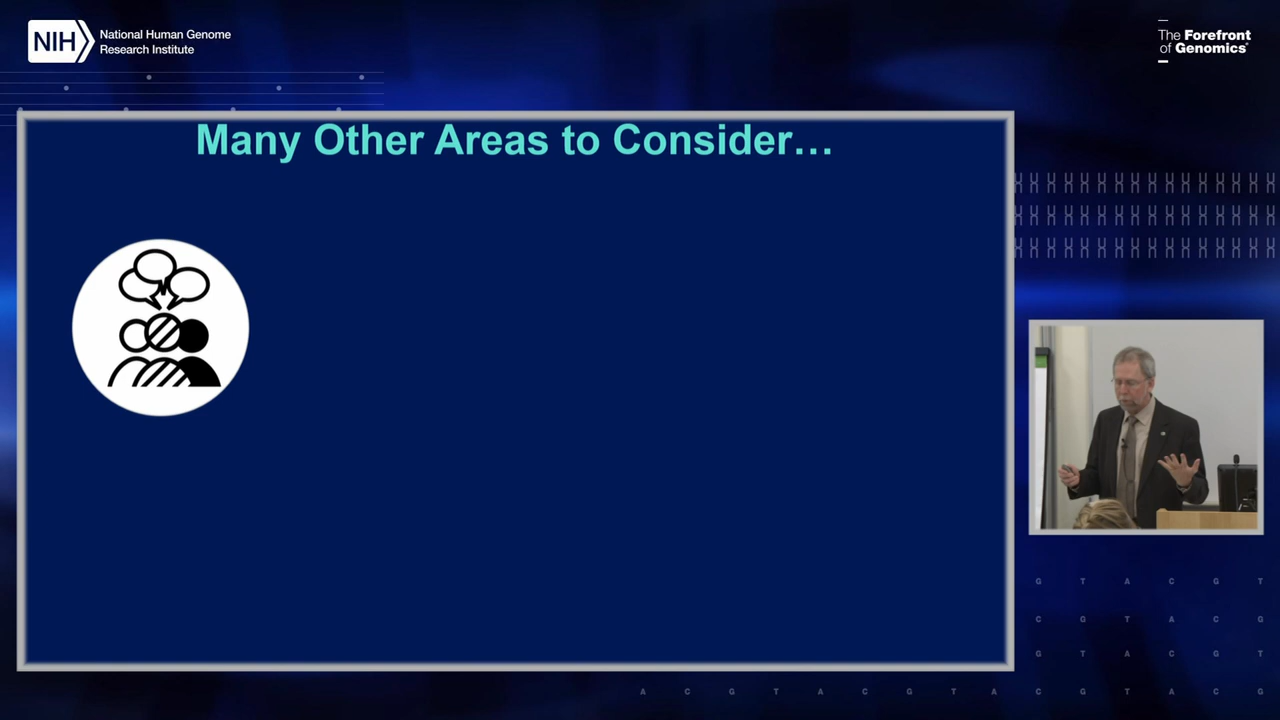 NIH
National Human Genome
Research Institute
The Forefront
of Genomics®
Many Other Areas to Consider…
G T A C G T
C G T A C G
G T A C G T
A C G T A C G T A C G T A C G